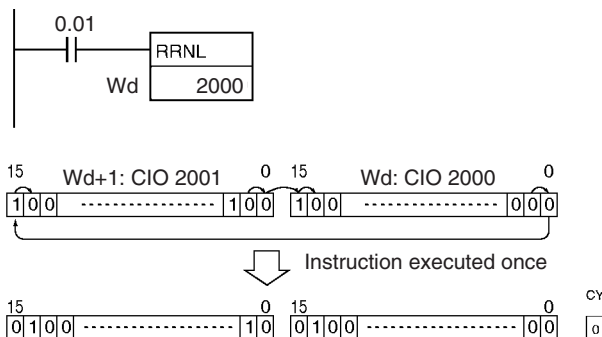 0.01
RRNL
Wd 2000
15 Wd+1: CIO 2001 0 15 Wd: CIO 2000 0
1 0 0 1 0 0 1 0 0 0 0 0
Instruction executed once
15 0 15 0 CY
0 1 0 0 1 0 0 1 0 0 0 0 0